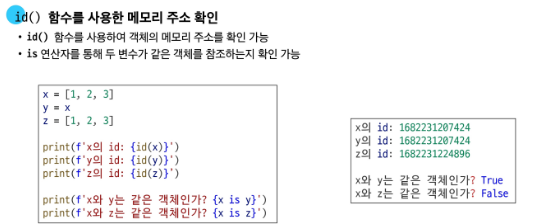 id() 함수를 사용한 메모리 주소 확인
• id() 함수를 사용하여 객체의 메모리 주소를 확인 가능
• is 연산자를 통해 두 변수가 같은 객체를 참조하는지 확인 가능
x = [1, 2, 3]
y = x
z = [1, 2, 3]
print(f'x의 id: {id(x)}')
print(f'y의 id: {id(y)}')
print(f'z의 id: {id(z)}')
print(f'x와 y는 같은 객체인가? {x is y}')
print(f'x와 z는 같은 객체인가? {x is z}')
x의 id: 1682231207424
y의 id: 1682231207424
z의 id: 1682231224896
x와 y는 같은 객체인가? True
x와 z는 같은 객체인가? False